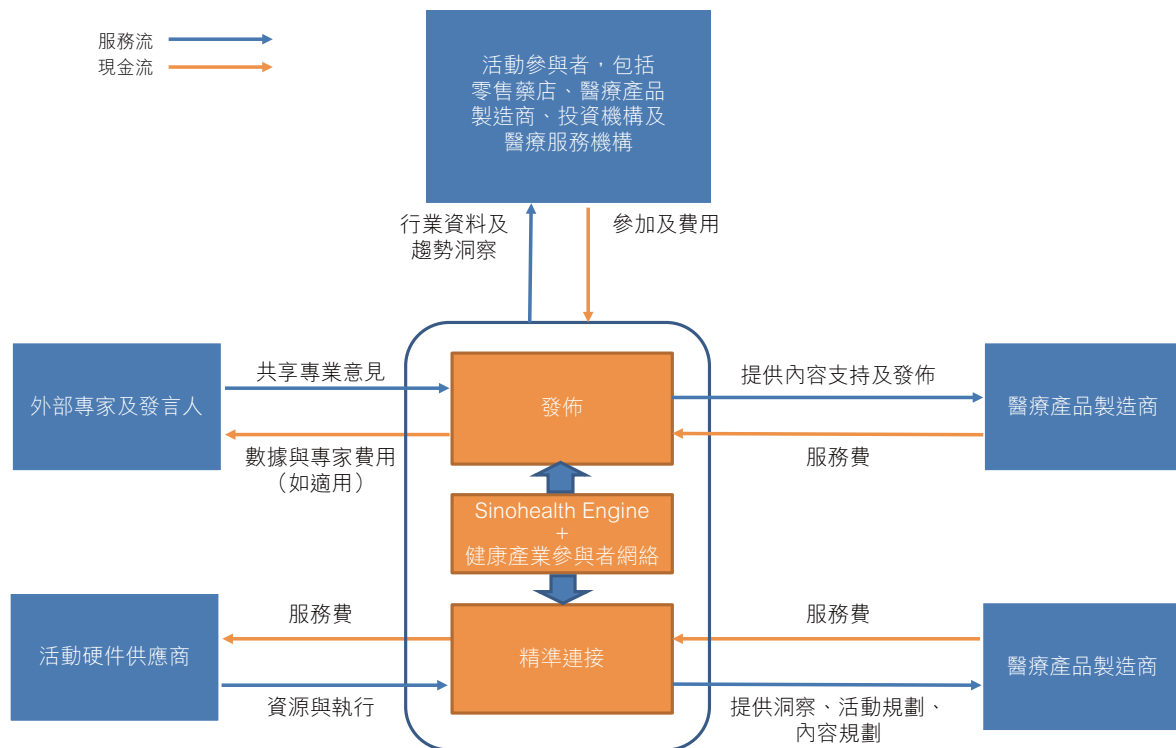 服務流
現金流
活動參與者，包括
零售藥店、醫療產品
製造商、投資機構及
醫療服務機構
行業資料及
趨勢洞察
參加及費用
外部專家及發言人
共享專業意見
數據與專家費用
（如適用）
發佈
提供內容支持及發佈
服務費
醫療產品製造商
Sinohealth Engine
+
健康產業參與者網絡
活動硬件供應商
服務費
資源與執行
精準連接
服務費
提供洞察、活動規劃、
內容規劃
醫療產品製造商